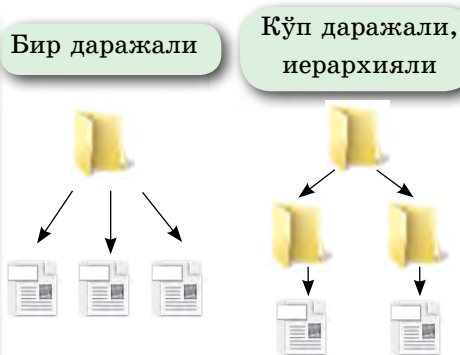 Бир даражали
Кўп даражали,
иерархияли